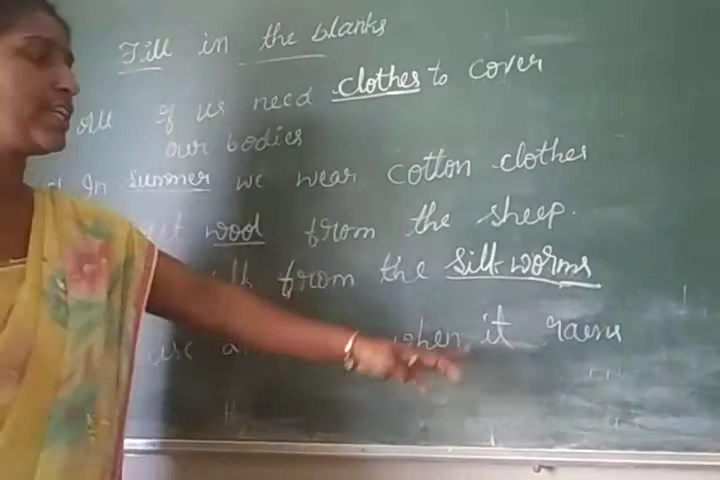 Fill in the blanks
All of us need clothes to cover
our bodies
In summer we wear cotton clothes
wool from the sheep.
from the silk worms
use a when it rains